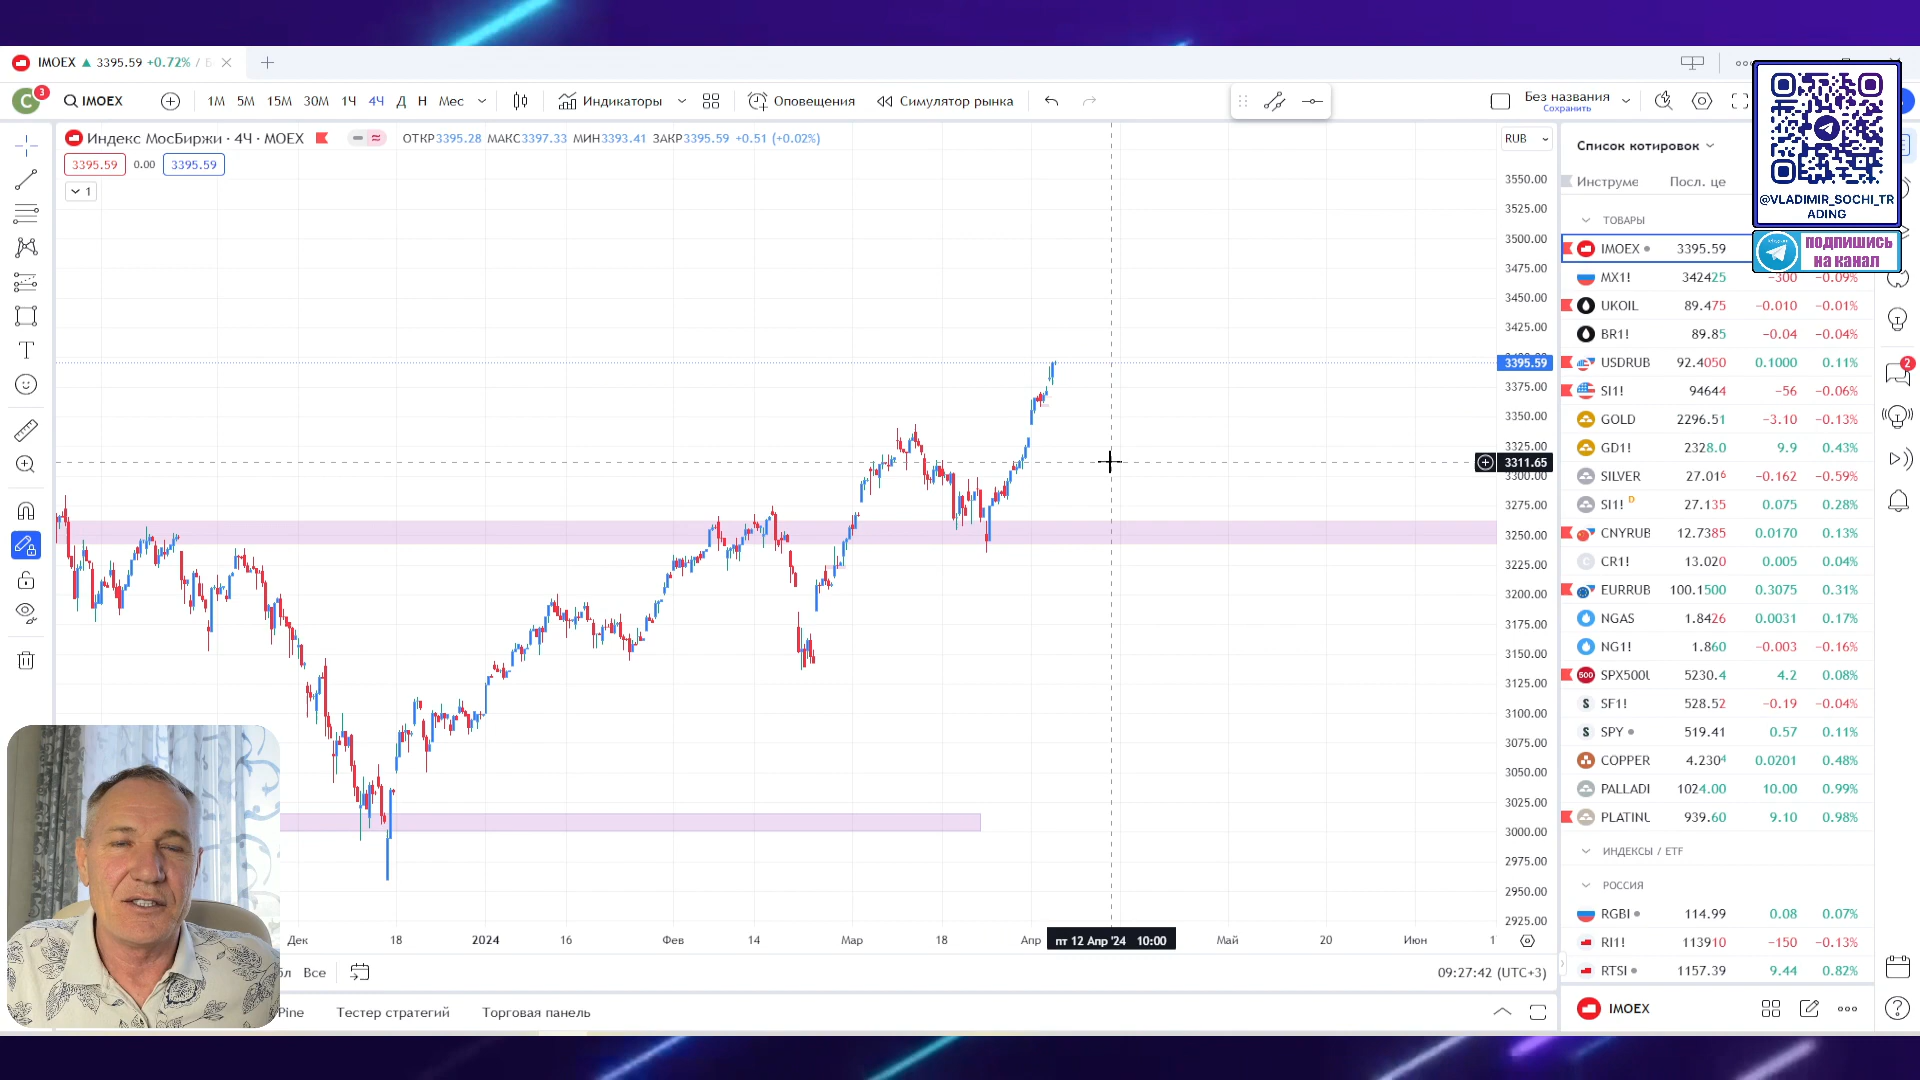 IMOEX ▲ 3395.59 +0.72% /
C 3 IMOEX 1М 5М 15М 30М 1Ч 4Ч Д Н Мес Индикаторы Оповещения Симулятор рынка Без названия
Сохранить
Индекс МосБиржи · 4Ч · MOEX ОТКР3395.28 МАКС3397.33 МИН3393.41 ЗАКР3395.59 +0.51 (+0.02%)
3395.59 0.00 3395.59
1
RUB
3550.00
3525.00
3500.00
3475.00
3450.00
3425.00
3395.59
3375.00
3350.00
3325.00
3311.65
3300.00
3275.00
3250.00
3225.00
3200.00
3175.00
3150.00
3125.00
3100.00
3075.00
3050.00
3025.00
3000.00
2975.00
2950.00
2925.00
Дек 18 2024 16 Фев 14 Мар 18 Апр пт 12 Апр '24 10:00 Май 20 Июн 1
Все
09:27:42 (UTC+3)
Pine Тестер стратегий Торговая панель
Список котировок
Инструме Посл. це
ТОВАРЫ
IMOEX 3395.59
MX1! 342425 −300 −0.09%
UKOIL 89.475 −0.010 −0.01%
BR1! 89.85 −0.04 −0.04%
USDRUB 92.4050 0.1000 0.11%
SI1! 94644 −56 −0.06%
GOLD 2296.51 −3.10 −0.13%
GD1! 2328.0 9.9 0.43%
SILVER 27.016 −0.162 −0.59%
SI1! D 27.135 0.075 0.28%
CNYRUB 12.7385 0.0170 0.13%
CR1! 13.020 0.005 0.04%
EURRUB 100.1500 0.3075 0.31%
NGAS 1.8426 0.0031 0.17%
NG1! 1.860 −0.003 −0.16%
SPX500U 5230.4 4.2 0.08%
SF1! 528.52 −0.19 −0.04%
SPY 519.41 0.57 0.11%
COPPER 4.2304 0.0201 0.48%
PALLADI 1024.00 10.00 0.99%
PLATINU 939.60 9.10 0.98%
ИНДЕКСЫ / ETF
РОССИЯ
RGBI 114.99 0.08 0.07%
RI1! 113910 −150 −0.13%
RTSI 1157.39 9.44 0.82%
IMOEX
@VLADIMIR_SOCHI_TR
ADING
подпишись
на канал
2